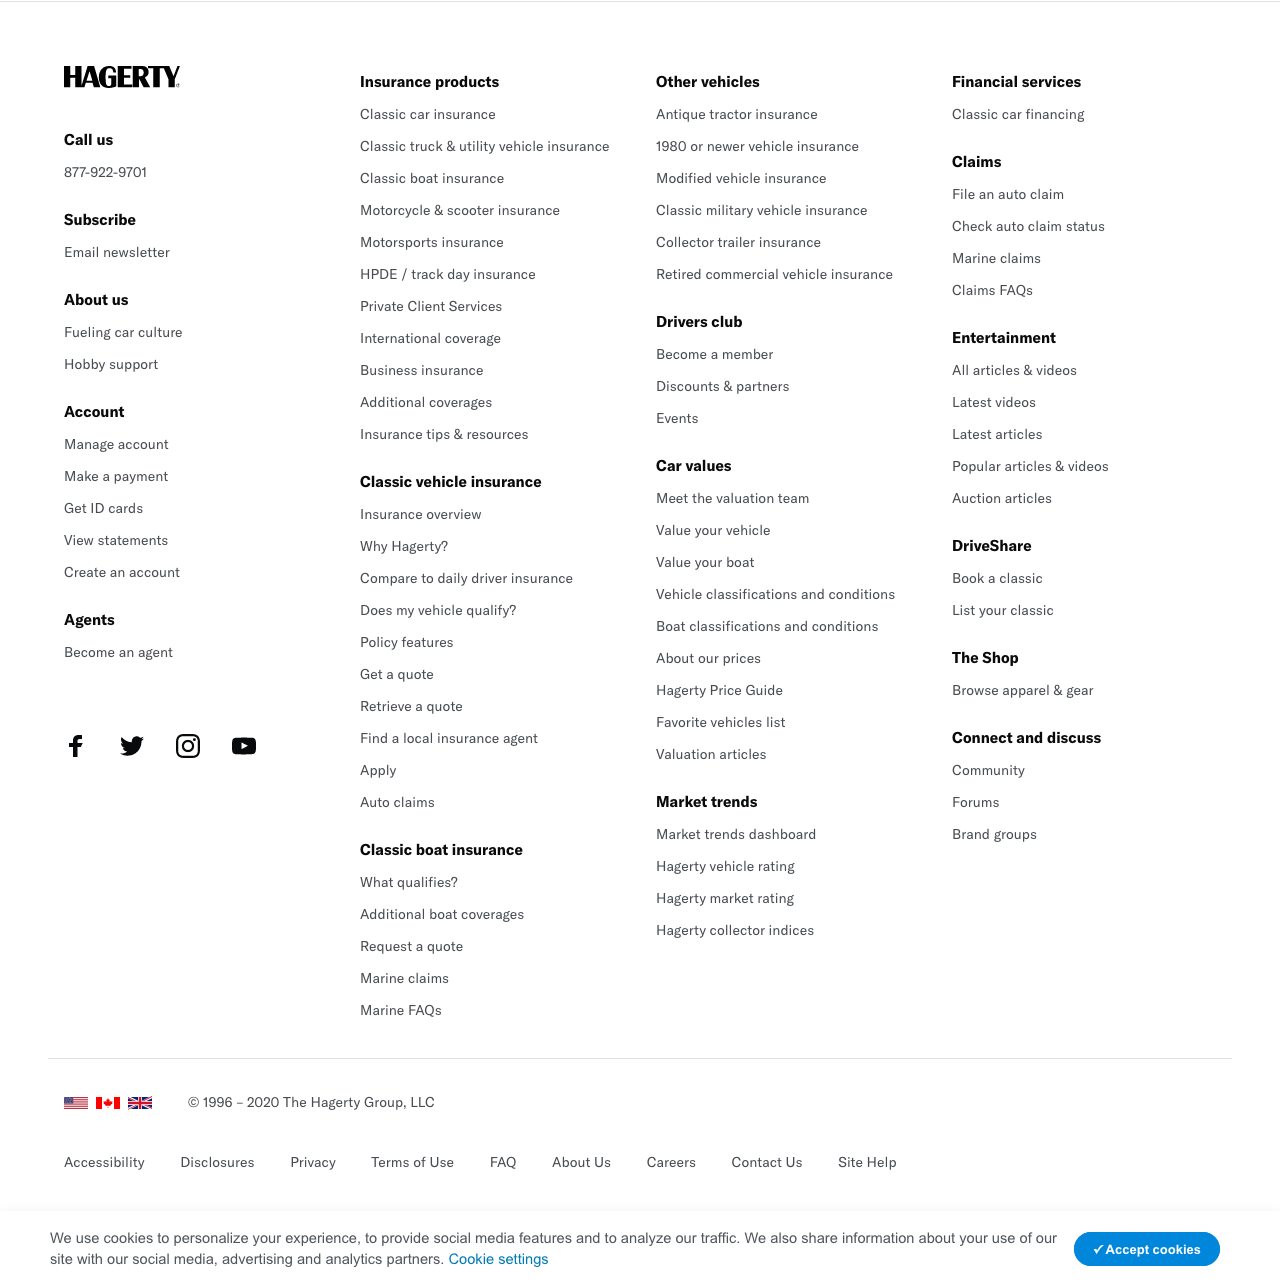 HAGERTY
Call us
877-922-9701
Subscribe
Email newsletter
About us
Fueling car culture
Hobby support
Account
Manage account
Make a payment
Get ID cards
View statements
Create an account
Agents
Become an agent
Insurance products
Classic car insurance
Classic truck & utility vehicle insurance
Classic boat insurance
Motorcycle & scooter insurance
Motorsports insurance
HPDE / track day insurance
Private Client Services
International coverage
Business insurance
Additional coverages
Insurance tips & resources
Classic vehicle insurance
Insurance overview
Why Hagerty?
Compare to daily driver insurance
Does my vehicle qualify?
Policy features
Get a quote
Retrieve a quote
Find a local insurance agent
Apply
Auto claims
Classic boat insurance
What qualifies?
Additional boat coverages
Request a quote
Marine claims
Marine FAQs
Other vehicles
Antique tractor insurance
1980 or newer vehicle insurance
Modified vehicle insurance
Classic military vehicle insurance
Collector trailer insurance
Retired commercial vehicle insurance
Drivers club
Become a member
Discounts & partners
Events
Car values
Meet the valuation team
Value your vehicle
Value your boat
Vehicle classifications and conditions
Boat classifications and conditions
About our prices
Hagerty Price Guide
Favorite vehicles list
Valuation articles
Market trends
Market trends dashboard
Hagerty vehicle rating
Hagerty market rating
Hagerty collector indices
Financial services
Classic car financing
Claims
File an auto claim
Check auto claim status
Marine claims
Claims FAQs
Entertainment
All articles & videos
Latest videos
Latest articles
Popular articles & videos
Auction articles
DriveShare
Book a classic
List your classic
The Shop
Browse apparel & gear
Connect and discuss
Community
Forums
Brand groups
© 1996 – 2020 The Hagerty Group, LLC
Accessibility Disclosures Privacy Terms of Use FAQ About Us Careers Contact Us Site Help
We use cookies to personalize your experience, to provide social media features and to analyze our traffic. We also share information about your use of our
site with our social media, advertising and analytics partners. Cookie settings
✓Accept cookies